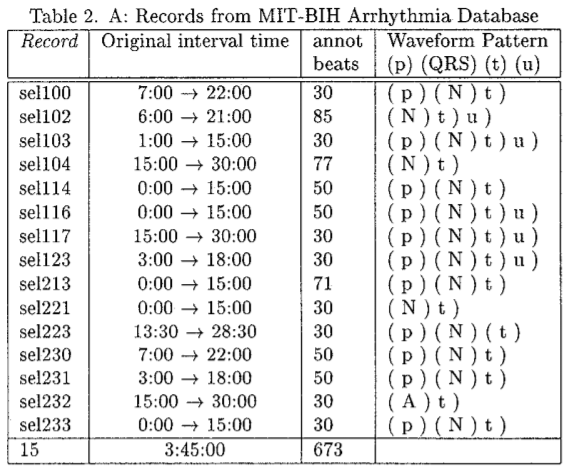 Table 2. A: Records from MIT-BIH Arrhythmia Database
Record Original interval time annot Waveform Pattern
beats (p) (QRS) (t) (u)
sel100 7:00 → 22:00 30 ( p ) ( N ) t )
sel102 6:00 → 21:00 85 ( N ) t ) u )
sel103 1:00 → 15:00 30 ( p ) ( N ) t ) u )
sel104 15:00 → 30:00 77 ( N ) t )
sel114 0:00 → 15:00 50 ( p ) ( N ) t )
sel116 0:00 → 15:00 50 ( p ) ( N ) t ) u )
sel117 15:00 → 30:00 30 ( p ) ( N ) t ) u )
sel123 3:00 → 18:00 30 ( p ) ( N ) t ) u )
sel213 0:00 → 15:00 71 ( p ) ( N ) t )
sel221 0:00 → 15:00 30 ( N ) t )
sel223 13:30 → 28:30 30 ( p ) ( N ) ( t )
sel230 7:00 → 22:00 50 ( p ) ( N ) t )
sel231 3:00 → 18:00 50 ( p ) ( N ) t )
sel232 15:00 → 30:00 30 ( A ) t )
sel233 0:00 → 15:00 30 ( p ) ( N ) t )
15 3:45:00 673